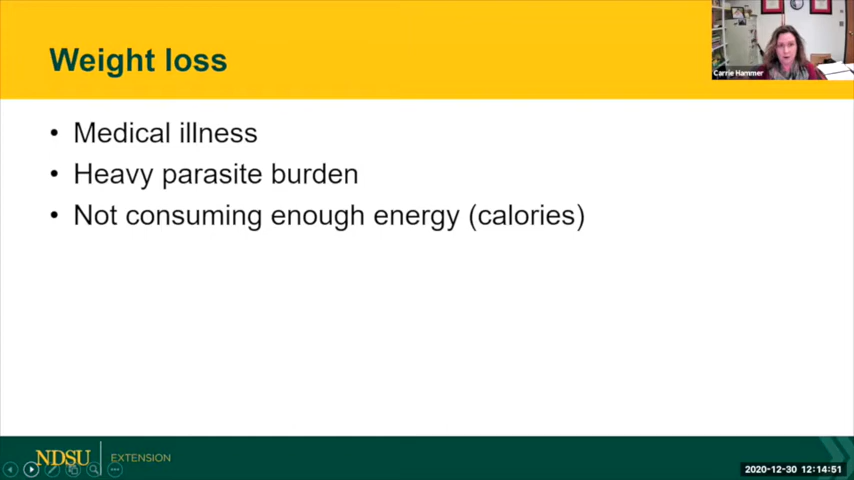 Weight loss
Carrie Hammer
• Medical illness
• Heavy parasite burden
• Not consuming enough energy (calories)
NDSU EXTENSION
2020-12-30 12:14:51